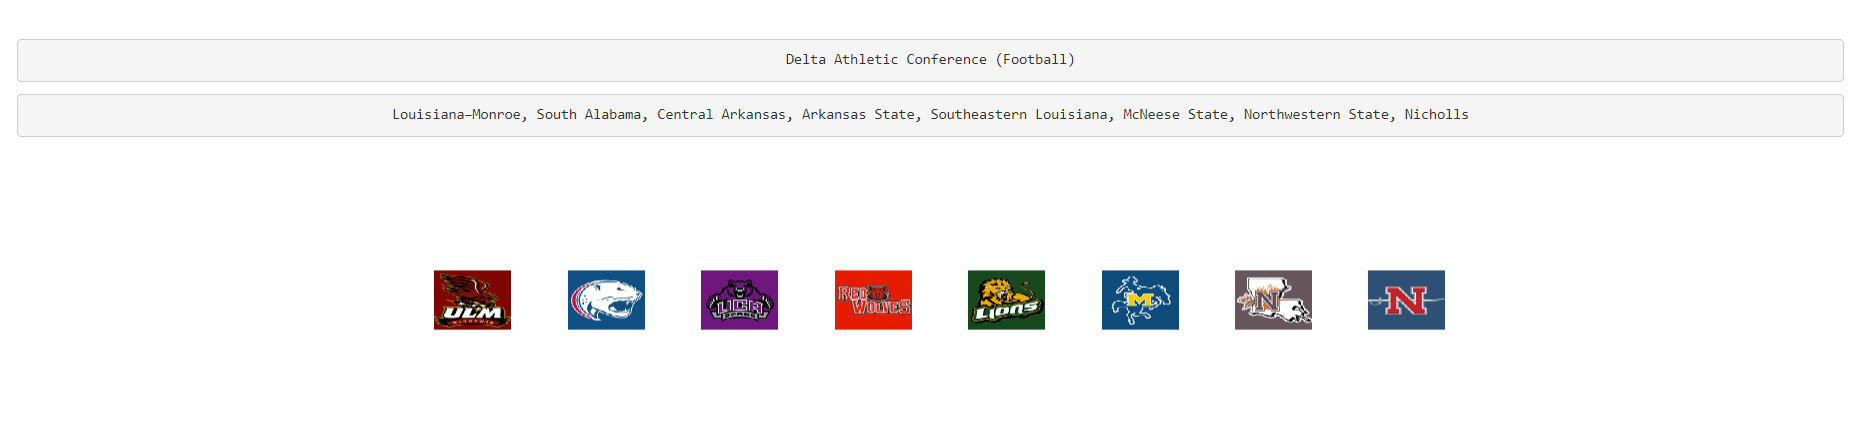 Delta Athletic Conference (Football)
Louisiana–Monroe, South Alabama, Central Arkansas, Arkansas State, Southeastern Louisiana, McNeese State, Northwestern State, Nicholls
ULM
UCA
RED WOLVES
LIONS
M
N
N